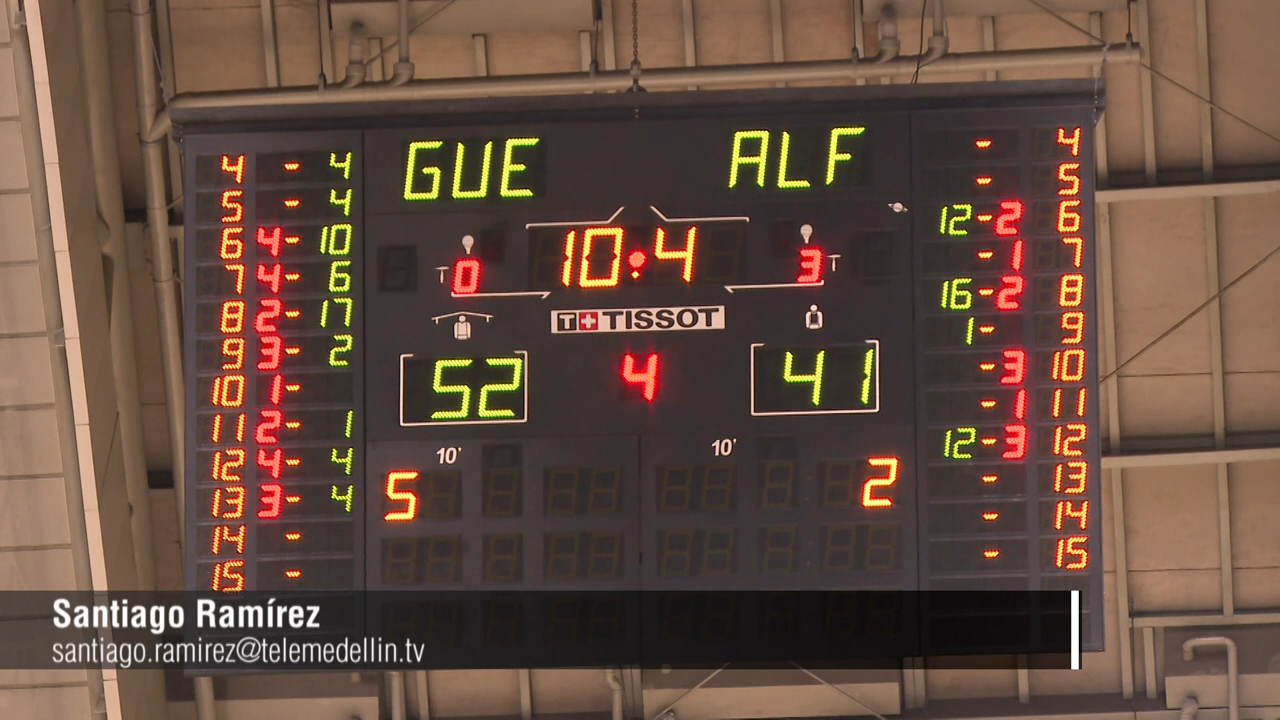 GUE ALF
4 - 4 - 4
5 - 4 - 5
6 4- 10 12 -2 6
7 4- 6 -1 7
8 2- 17 16 -2 8
9 3- 2 1- 9
10 1- -3 10
11 2- 1 -1 11
12 4- 4 12 -3 12
13 3- 4 - 13
14 - - 14
15 - - 15
0 10:4 3
T T
T+TISSOT
52 4 41
10' 10'
5 2
Santiago Ramírez
santiago.ramirez@telemedellin.tv